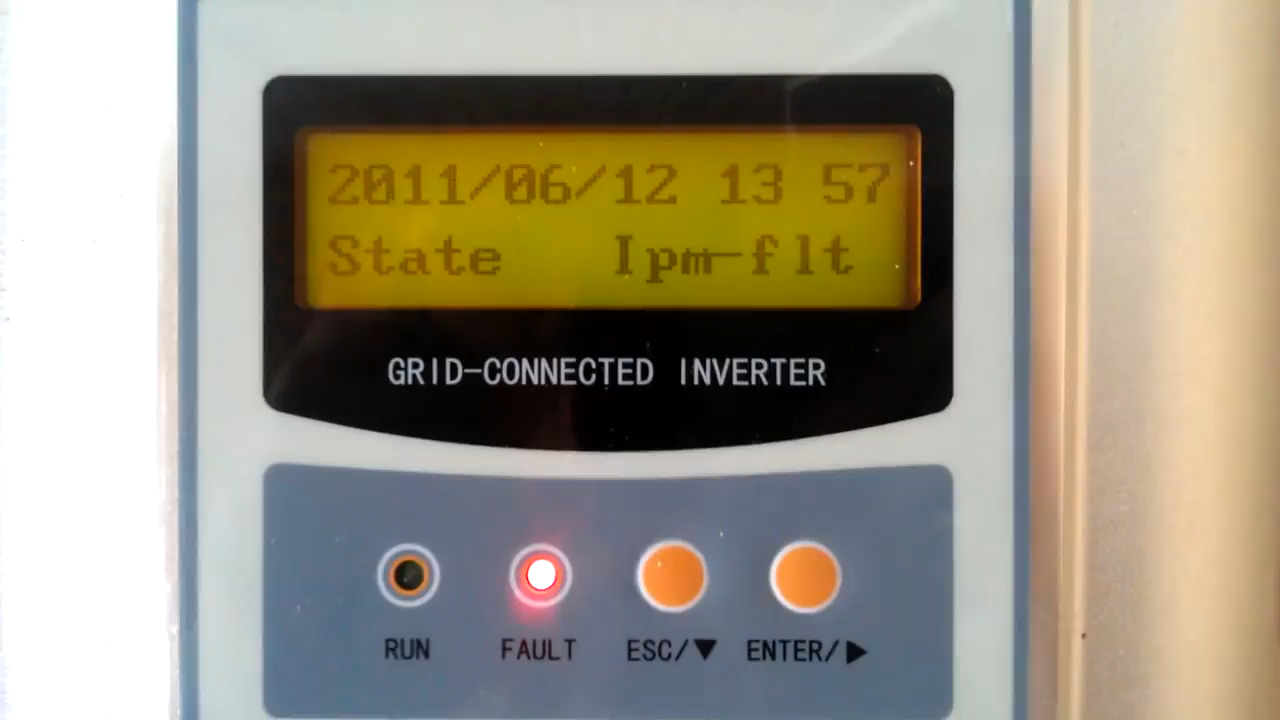 2011/06/12 13 57
State Ipm-flt
GRID-CONNECTED INVERTER
RUN FAULT ESC/▼ ENTER/▶